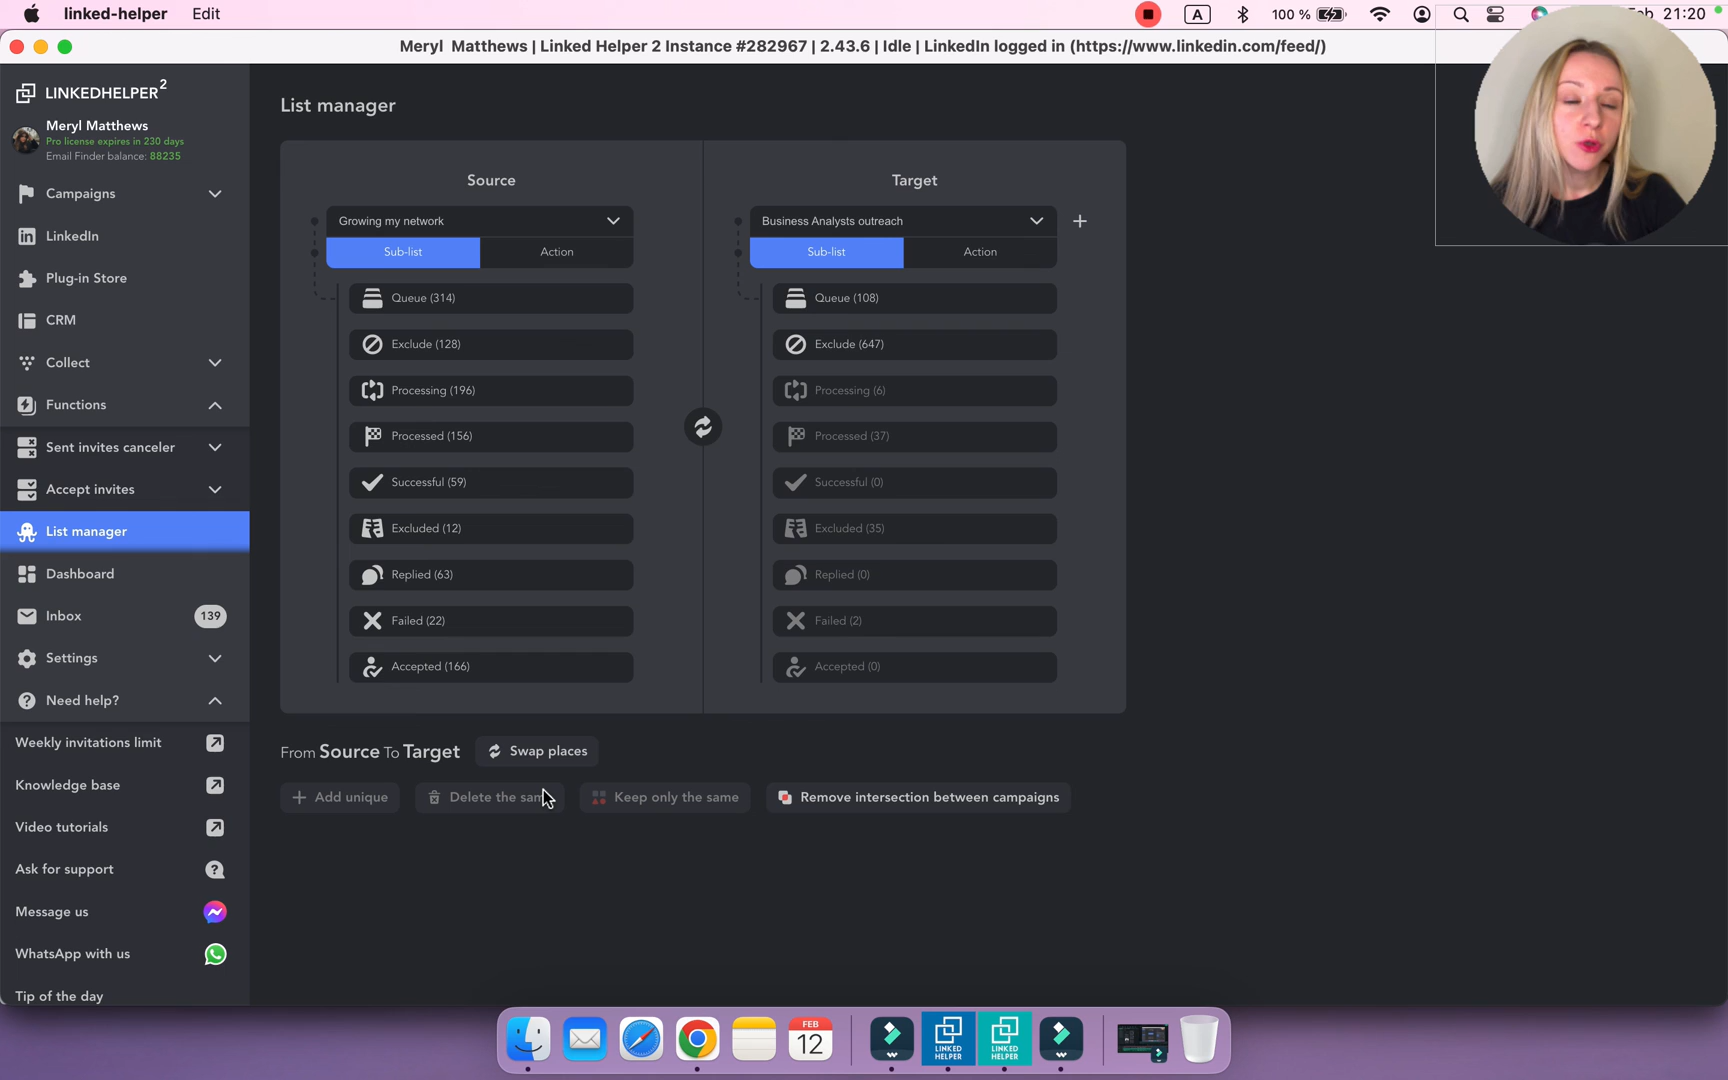 linked-helper Edit
A 100 %
eb 21:20
Meryl Matthews | Linked Helper 2 Instance #282967 | 2.43.6 | Idle | LinkedIn logged in (https://www.linkedin.com/feed/)
LINKEDHELPER2
Meryl Matthews
Pro license expires in 230 days
Email Finder balance: 88235
Campaigns
LinkedIn
Plug-in Store
CRM
Collect
Functions
Sent invites canceler
Accept invites
List manager
Dashboard
Inbox 139
Settings
Need help?
Weekly invitations limit
Knowledge base
Video tutorials
Ask for support
Message us
WhatsApp with us
Tip of the day
List manager
Source
Growing my network
Sub-list Action
Queue (314)
Exclude (128)
Processing (196)
Processed (156)
Successful (59)
Excluded (12)
Replied (63)
Failed (22)
Accepted (166)
Target
Business Analysts outreach
Sub-list Action
Queue (108)
Exclude (647)
Processing (6)
Processed (37)
Successful (0)
Excluded (35)
Replied (0)
Failed (2)
Accepted (0)
From Source To Target Swap places
Add unique Delete the sam Keep only the same Remove intersection between campaigns
FEB
12
LINKED
HELPER
LINKED
HELPER